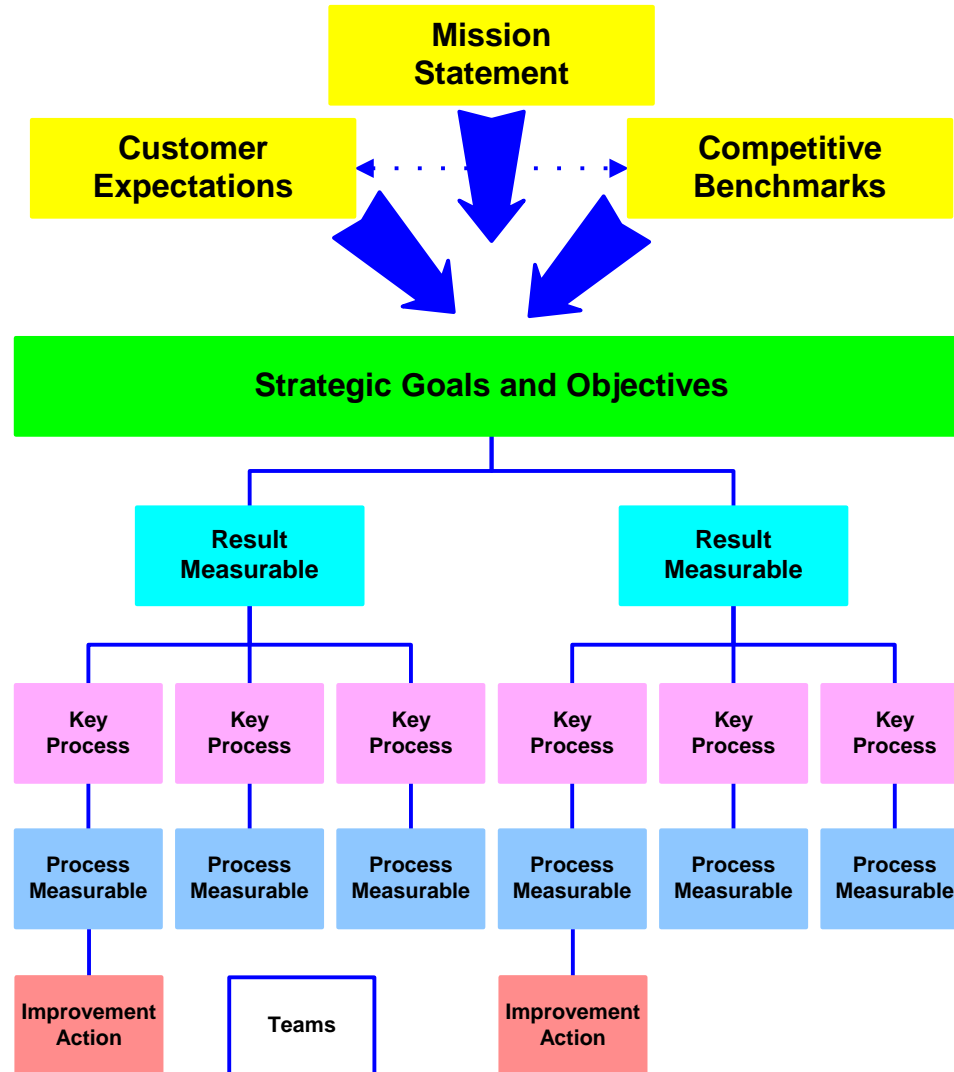 Mission
Statement
Customer
Expectations
Competitive
Benchmarks
Strategic Goals and Objectives
Result
Measurable
Result
Measurable
Key
Process
Key
Process
Key
Process
Key
Process
Key
Process
Key
Process
Process
Measurable
Process
Measurable
Process
Measurable
Process
Measurable
Process
Measurable
Process
Measurable
Improvement
Action
Teams
Improvement
Action